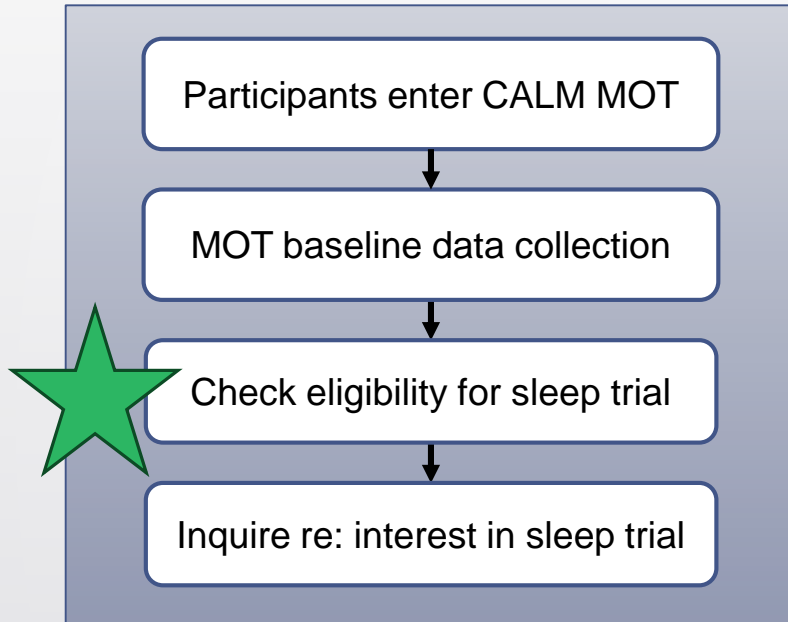 Participants enter CALM MOT
MOT baseline data collection
Check eligibility for sleep trial
Inquire re: interest in sleep trial